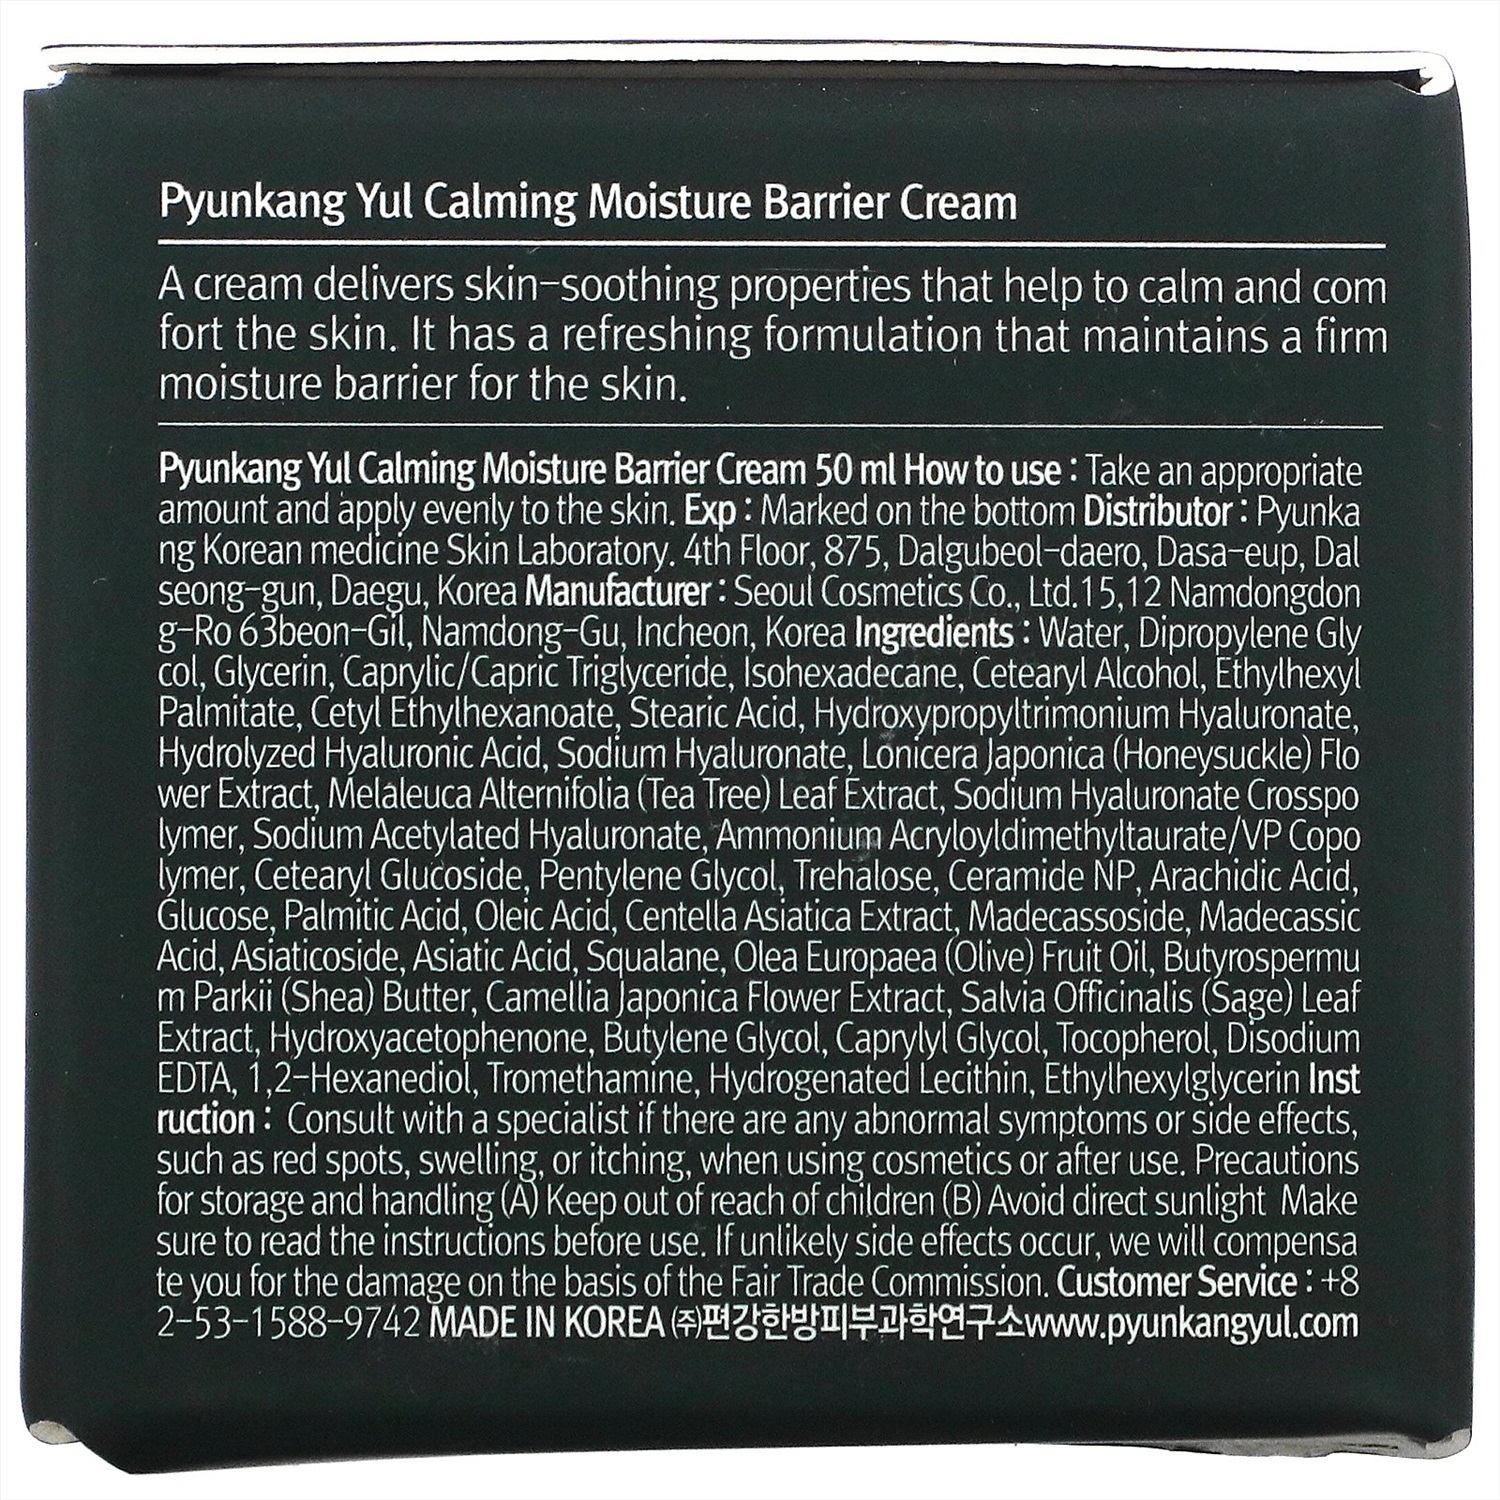 Pyunkang Yul Calming Moisture Barrier Cream
A cream delivers skin-soothing properties that help to calm and com
fort the skin. It has a refreshing formulation that maintains a firm
moisture barrier for the skin.
Pyunkang Yul Calming Moisture Barrier Cream 50 ml How to use : Take an appropriate
amount and apply evenly to the skin. Exp : Marked on the bottom Distributor : Pyunka
ng Korean medicine Skin Laboratory. 4th Floor, 875, Dalgubeol-daero, Dasa-eup, Dal
seong-gun, Daegu, Korea Manufacturer : Seoul Cosmetics Co., Ltd.15,12 Namdongdon
g-Ro 63beon-Gil, Namdong-Gu, Incheon, Korea Ingredients : Water, Dipropylene Gly
col, Glycerin, Caprylic/Capric Triglyceride, Isohexadecane, Cetearyl Alcohol, Ethylhexyl
Palmitate, Cetyl Ethylhexanoate, Stearic Acid, Hydroxypropyltrimonium Hyaluronate,
Hydrolyzed Hyaluronic Acid, Sodium Hyaluronate, Lonicera Japonica (Honeysuckle) Flo
wer Extract, Melaleuca Alternifolia (Tea Tree) Leaf Extract, Sodium Hyaluronate Crosspo
lymer, Sodium Acetylated Hyaluronate, Ammonium Acryloyldimethyltaurate/VP Copo
lymer, Cetearyl Glucoside, Pentylene Glycol, Trehalose, Ceramide NP, Arachidic Acid,
Glucose, Palmitic Acid, Oleic Acid, Centella Asiatica Extract, Madecassoside, Madecassic
Acid, Asiaticoside, Asiatic Acid, Squalane, Olea Europaea (Olive) Fruit Oil, Butyrospermu
m Parkii (Shea) Butter, Camellia Japonica Flower Extract, Salvia Officinalis (Sage) Leaf
Extract, Hydroxyacetophenone, Butylene Glycol, Caprylyl Glycol, Tocopherol, Disodium
EDTA, 1,2-Hexanediol, Tromethamine, Hydrogenated Lecithin, Ethylhexylglycerin Inst
ruction : Consult with a specialist if there are any abnormal symptoms or side effects,
such as red spots, swelling, or itching, when using cosmetics or after use. Precautions
for storage and handling (A) Keep out of reach of children (B) Avoid direct sunlight Make
sure to read the instructions before use. If unlikely side effects occur, we will compensa
te you for the damage on the basis of the Fair Trade Commission. Customer Service : +8
2-53-1588-9742 MADE IN KOREA ㈜편강한방피부과학연구소www.pyunkangyul.com